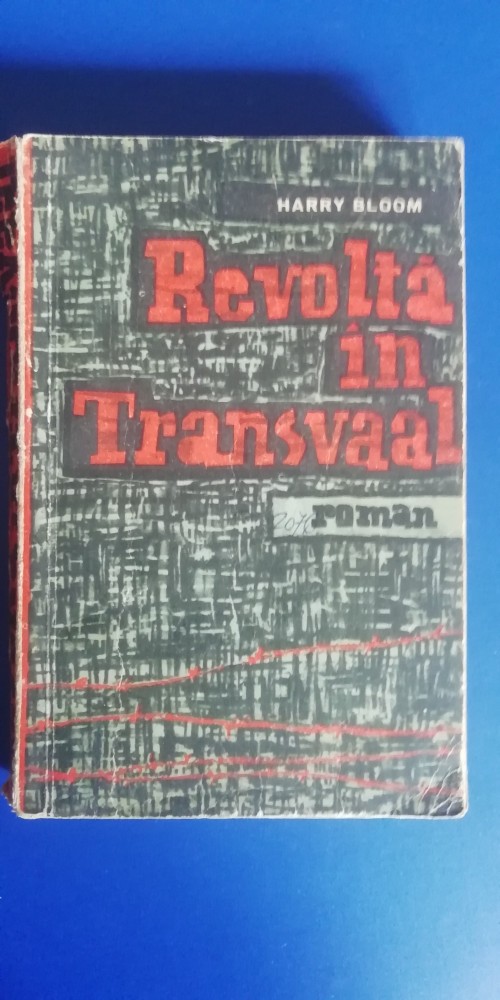 HARRY BLOOM
Revoltă
în
Transvaal
roman